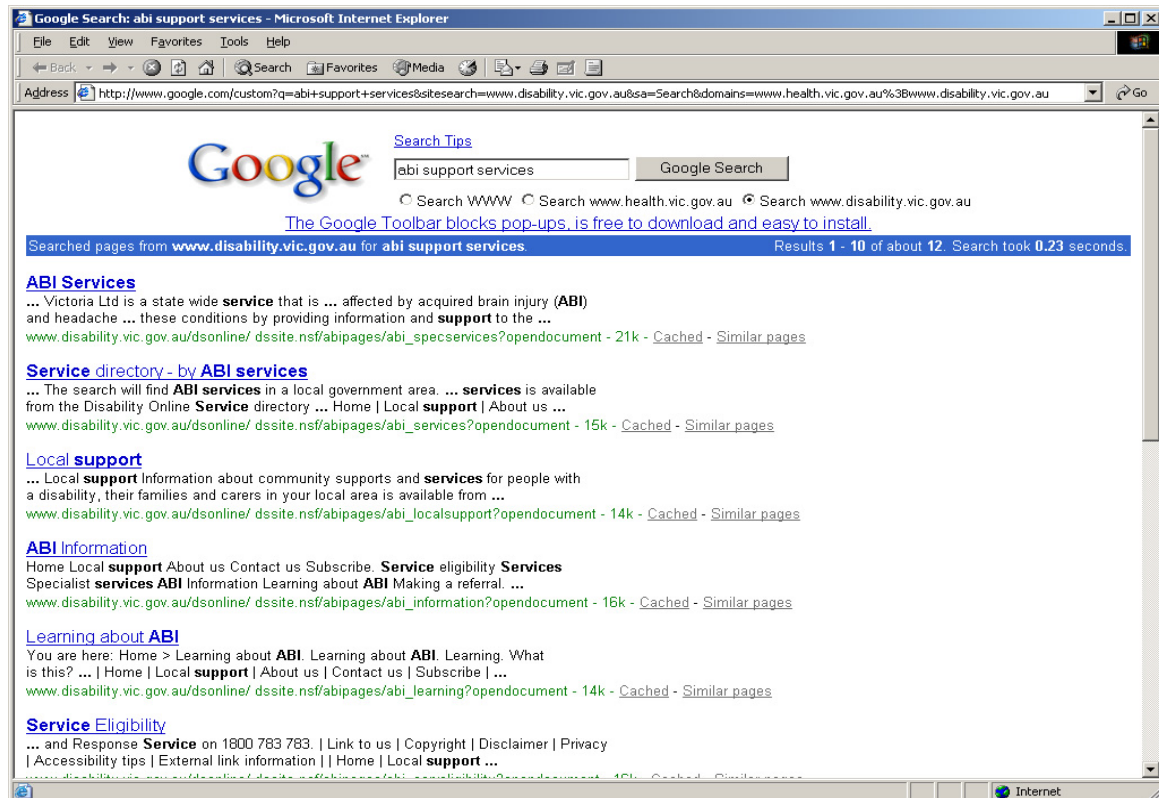 Google Search: abi support services - Microsoft Internet Explorer
File Edit View Favorites Tools Help
Back Search Favorites Media
Address http://www.google.com/custom?q=abi+support+services&sitesearch=www.disability.vic.gov.au&sa=Search&domains=www.health.vic.gov.au%3Bwww.disability.vic.gov.au Go
Search Tips
Google™ abi support services Google Search
Search WWW Search www.health.vic.gov.au Search www.disability.vic.gov.au
The Google Toolbar blocks pop-ups, is free to download and easy to install.
Searched pages from www.disability.vic.gov.au for abi support services. Results 1 - 10 of about 12. Search took 0.23 seconds.
ABI Services
... Victoria Ltd is a state wide service that is ... affected by acquired brain injury (ABI)
and headache ... these conditions by providing information and support to the ...
www.disability.vic.gov.au/dsonline/ dssite.nsf/abipages/abi_specservices?opendocument - 21k - Cached - Similar pages
Service directory - by ABI services
... The search will find ABI services in a local government area. ... services is available
from the Disability Online Service directory ... Home | Local support | About us ...
www.disability.vic.gov.au/dsonline/ dssite.nsf/abipages/abi_services?opendocument - 15k - Cached - Similar pages
Local support
... Local support Information about community supports and services for people with
a disability, their families and carers in your local area is available from ...
www.disability.vic.gov.au/dsonline/ dssite.nsf/abipages/abi_localsupport?opendocument - 14k - Cached - Similar pages
ABI Information
Home Local support About us Contact us Subscribe. Service eligibility Services
Specialist services ABI Information Learning about ABI Making a referral. ...
www.disability.vic.gov.au/dsonline/ dssite.nsf/abipages/abi_information?opendocument - 16k - Cached - Similar pages
Learning about ABI
You are here: Home > Learning about ABI. Learning about ABI. Learning. What
is this? ... | Home | Local support | About us | Contact us | Subscribe | ...
www.disability.vic.gov.au/dsonline/ dssite.nsf/abipages/abi_learning?opendocument - 14k - Cached - Similar pages
Service Eligibility
... and Response Service on 1800 783 783. | Link to us | Copyright | Disclaimer | Privacy
| Accessibility tips | External link information | | Home | Local support ...
Internet